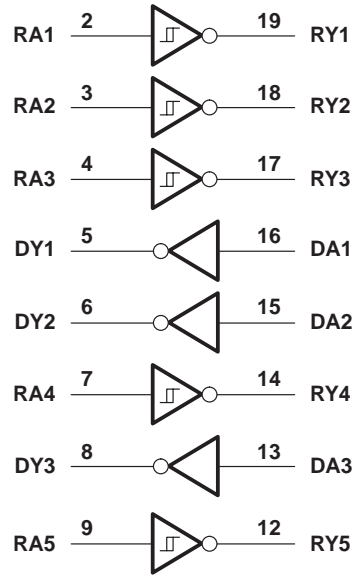 RA1 2 19 RY1
RA2 3 18 RY2
RA3 4 17 RY3
DY1 5 16 DA1
DY2 6 15 DA2
RA4 7 14 RY4
DY3 8 13 DA3
RA5 9 12 RY5